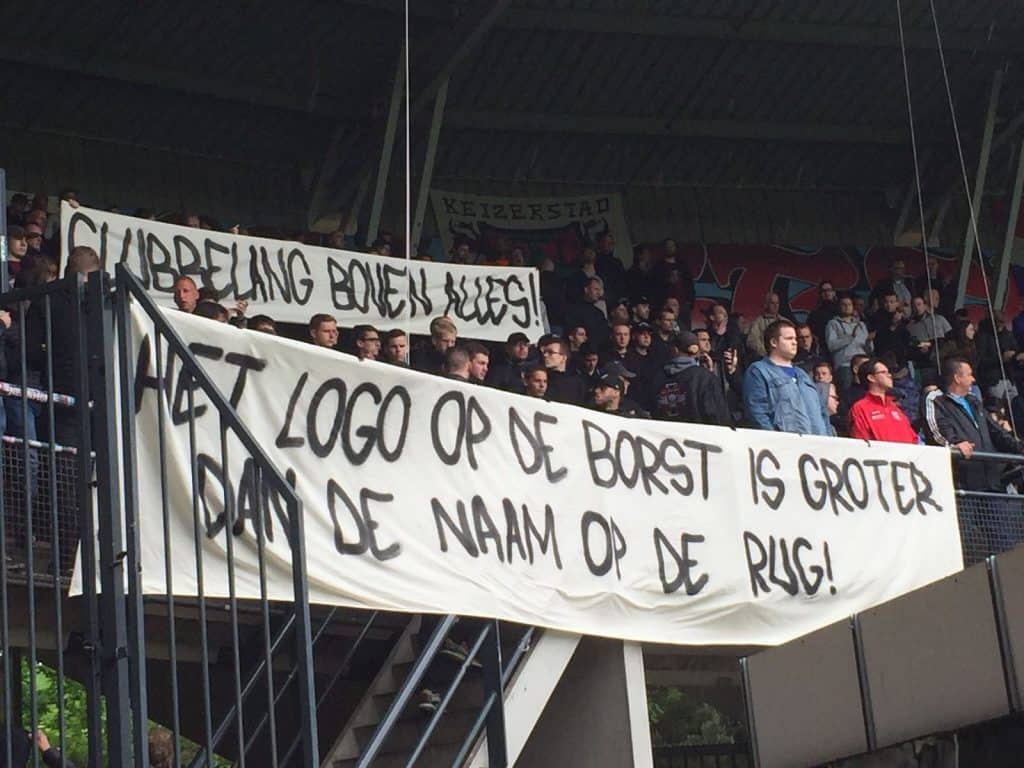 KEIZERSTAD
CLUBBELANG BOVEN ALLES!
HET LOGO OP DE BORST IS GROTER
DAN DE NAAM OP DE RUG!